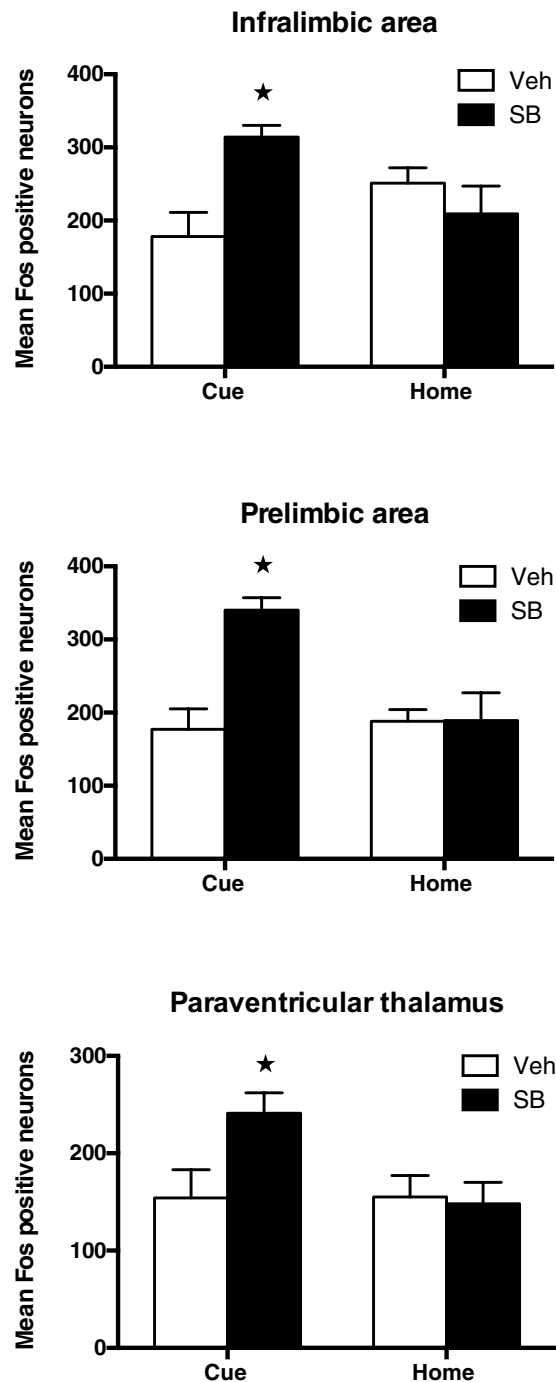 Infralimbic area
Mean Fos positive neurons
400
300
200
100
0
Veh
SB
★
Cue Home
Prelimbic area
Mean Fos positive neurons
400
300
200
100
0
Veh
SB
★
Cue Home
Paraventricular thalamus
Mean Fos positive neurons
300
200
100
0
Veh
SB
★
Cue Home